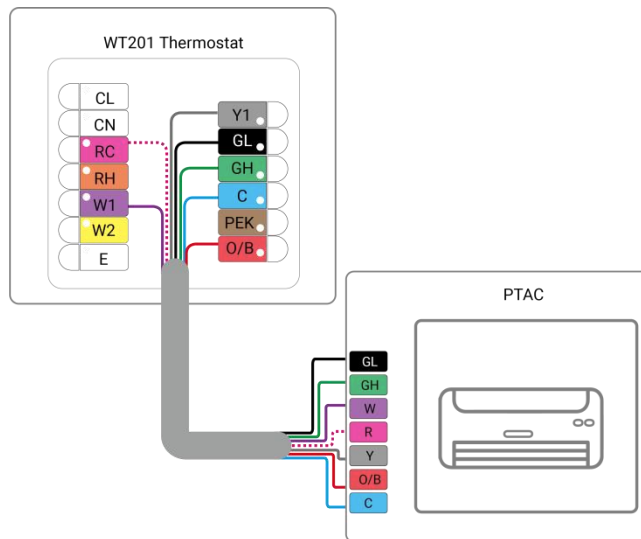 WT201 Thermostat
CL
CN
RC
RH
W1
W2
E
Y1
GL
GH
C
PEK
O/B
PTAC
GL
GH
W
R
Y
O/B
C